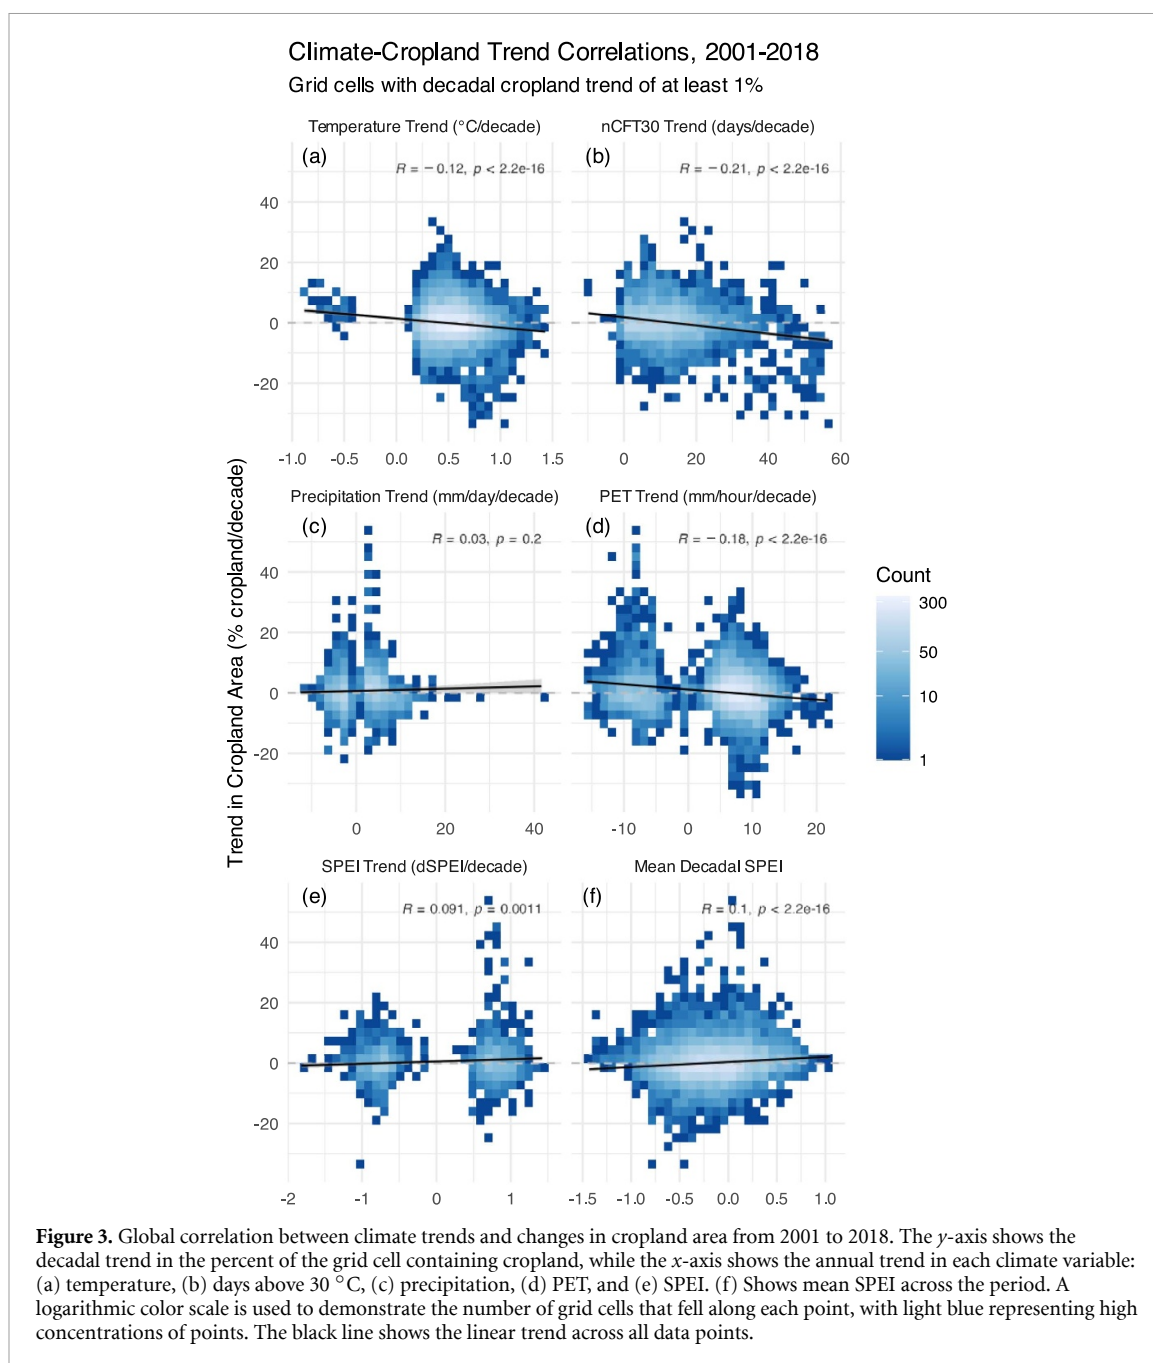 Climate-Cropland Trend Correlations, 2001-2018
Grid cells with decadal cropland trend of at least 1%
Temperature Trend (°C/decade)
nCFT30 Trend (days/decade)
(a)
R = −0.12, p < 2.2e-16
(b)
R = −0.21, p < 2.2e-16
40
20
0
-20
-1.0 -0.5 0.0 0.5 1.0 1.5
0 20 40 60
Trend in Cropland Area (% cropland/decade)
Precipitation Trend (mm/day/decade)
PET Trend (mm/hour/decade)
(c)
R = 0.03, p = 0.2
(d)
R = −0.18, p < 2.2e-16
40
20
0
-20
0 20 40
-10 0 10 20
Count
300
50
10
1
SPEI Trend (dSPEI/decade)
Mean Decadal SPEI
(e)
R = 0.091, p = 0.0011
(f)
R = 0.1, p < 2.2e-16
40
20
0
-20
-2 -1 0 1
-1.5 -1.0 -0.5 0.0 0.5 1.0
Figure 3. Global correlation between climate trends and changes in cropland area from 2001 to 2018. The y-axis shows the
decadal trend in the percent of the grid cell containing cropland, while the x-axis shows the annual trend in each climate variable:
(a) temperature, (b) days above 30 °C, (c) precipitation, (d) PET, and (e) SPEI. (f) Shows mean SPEI across the period. A
logarithmic color scale is used to demonstrate the number of grid cells that fell along each point, with light blue representing high
concentrations of points. The black line shows the linear trend across all data points.